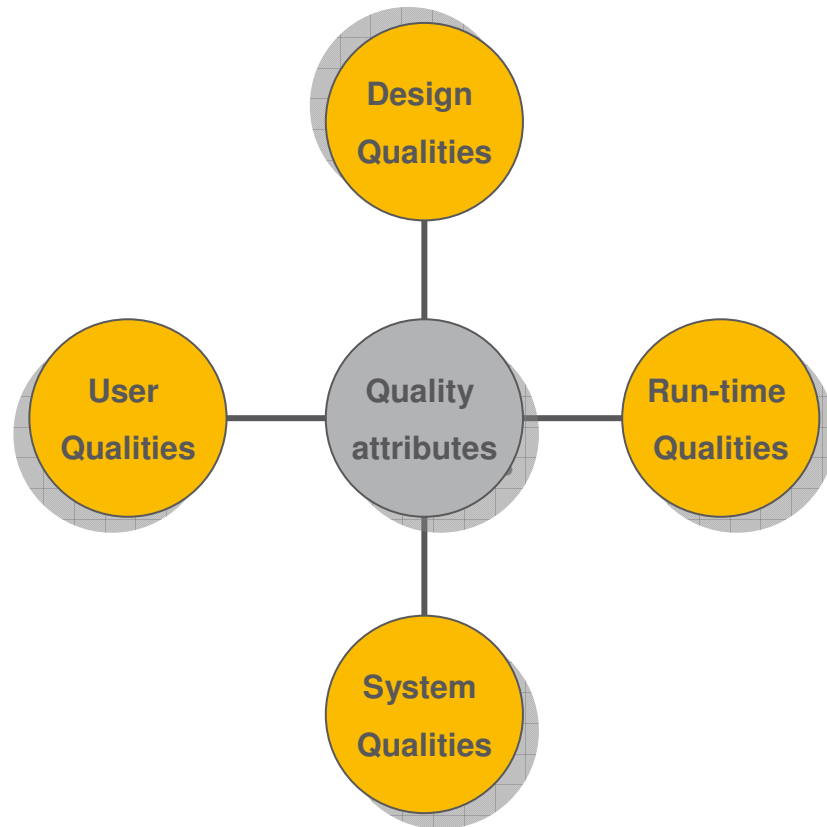 Design
Qualities
User
Qualities
Quality
attributes
Run-time
Qualities
System
Qualities